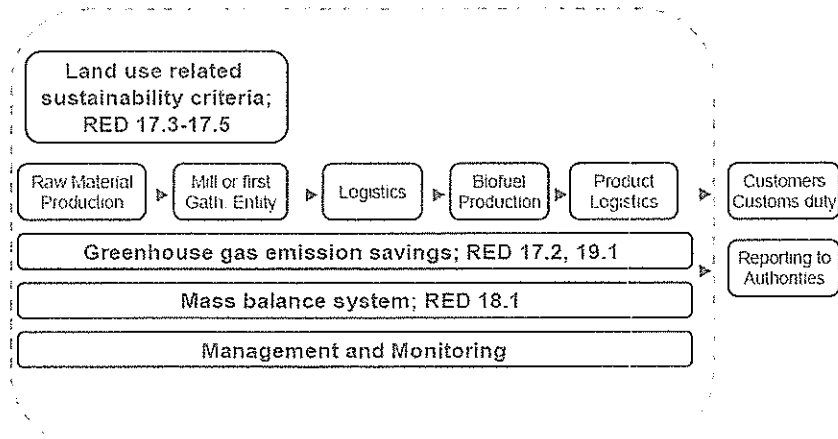 Land use related
sustainability criteria;
RED 17.3-17.5
Raw Material
Production
Mill or first
Gath. Entity
Logistics
Biofuel
Production
Product
Logistics
Customers
Customs duty
Greenhouse gas emission savings; RED 17.2, 19.1
Reporting to
Authorities
Mass balance system; RED 18.1
Management and Monitoring